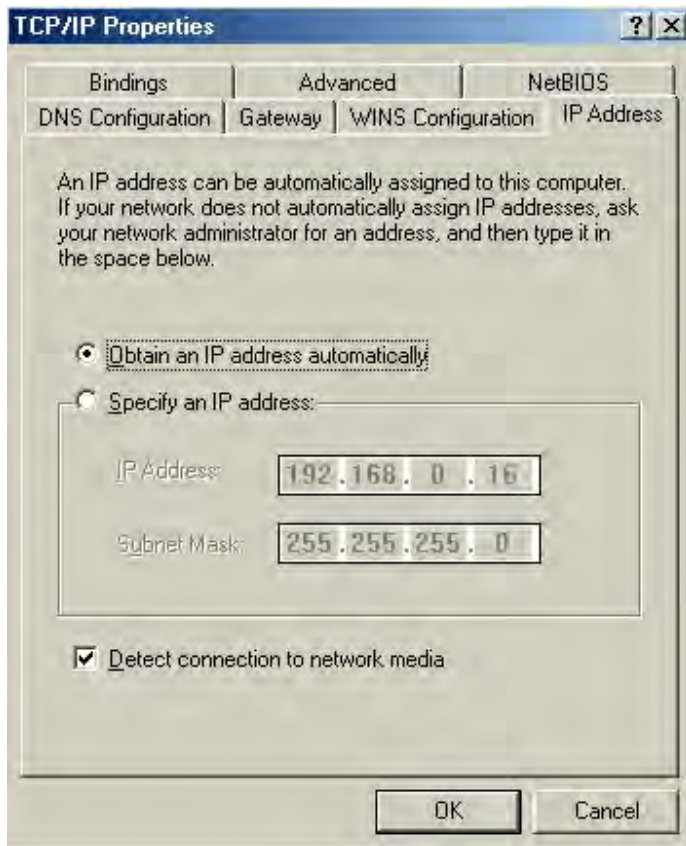 TCP/IP Properties
Bindings Advanced NetBIOS
DNS Configuration Gateway WINS Configuration IP Address
An IP address can be automatically assigned to this computer.
If your network does not automatically assign IP addresses, ask
your network administrator for an address, and then type it in
the space below.
Obtain an IP address automatically
Specify an IP address:
IP Address: 192.168. 0 . 16
Subnet Mask: 255.255.255. 0
Detect connection to network media
OK Cancel